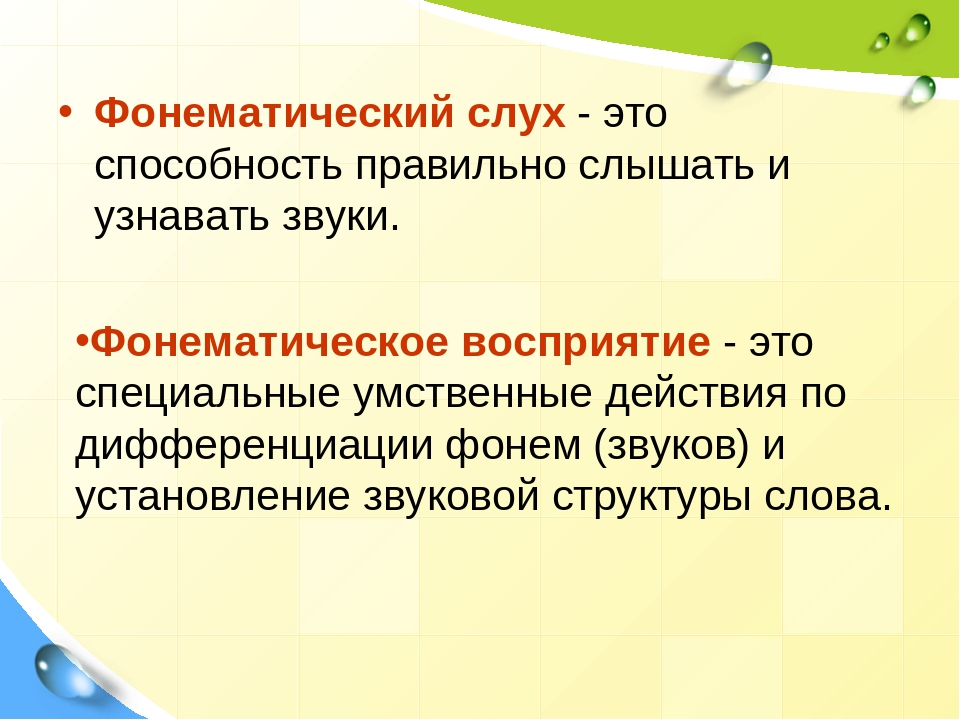 • Фонематический слух - это
способность правильно слышать и
узнавать звуки.
•Фонематическое восприятие - это
специальные умственные действия по
дифференциации фонем (звуков) и
установление звуковой структуры слова.